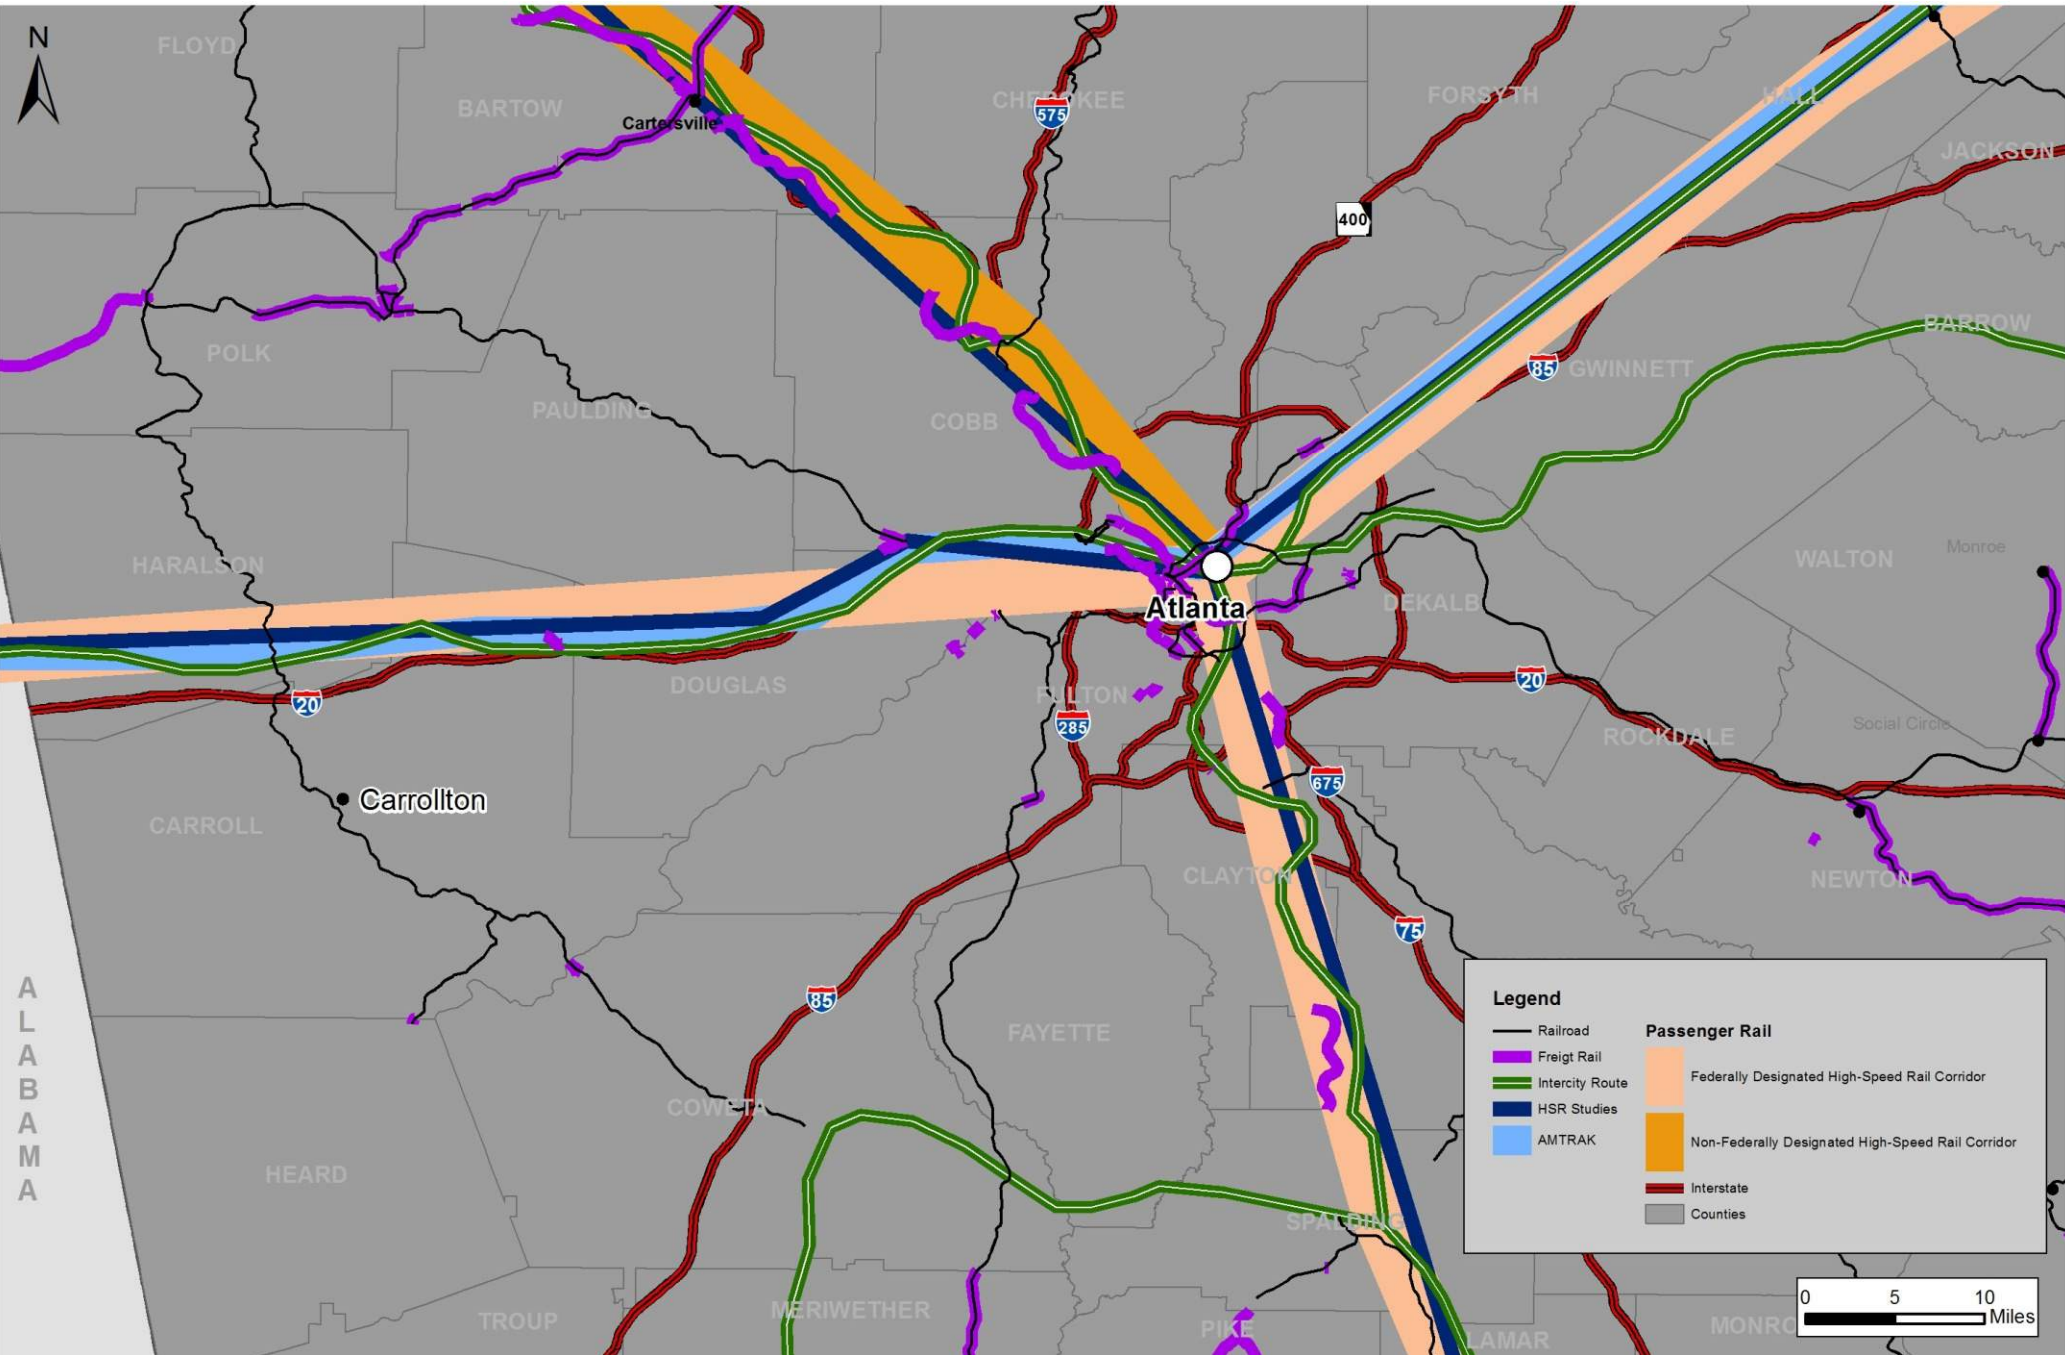 N
FLOYD
BARTOW
CHEROKEE
FORSYTH
HALL
575
Cartersville
JACKSON
400
POLK
BARROW
85
GWINNETT
PAULDING
COBB
HARALSON
WALTON
Monroe
Atlanta
DEKALB
DOUGLAS
FULTON
20
20
285
Social Circle
ROCKDALE
675
Carrollton
CARROLL
CLAYTON
NEWTON
75
85
ALABAMA
FAYETTE
COWETA
HEARD
SPALDING
TROUP
MERIWETHER
PIKE
LAMAR
MONRO
Legend
Railroad
Freigt Rail
Intercity Route
HSR Studies
AMTRAK
Passenger Rail
Federally Designated High-Speed Rail Corridor
Non-Federally Designated High-Speed Rail Corridor
Interstate
Counties
0 5 10
Miles